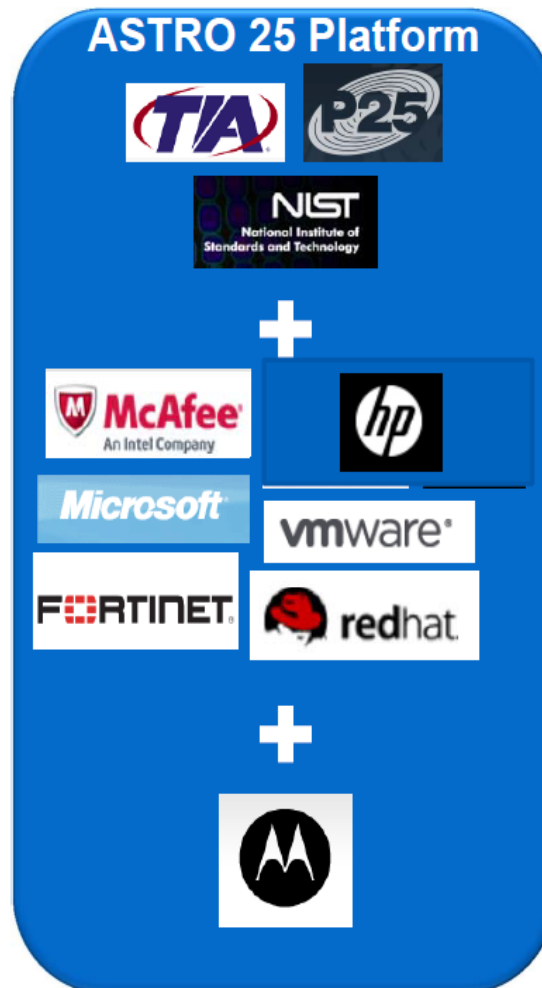 ASTRO 25 Platform
TIA
P25
NIST
National Institute of
Standards and Technology
McAfee
An Intel Company
hp
Microsoft
vmware
FORTINET
redhat